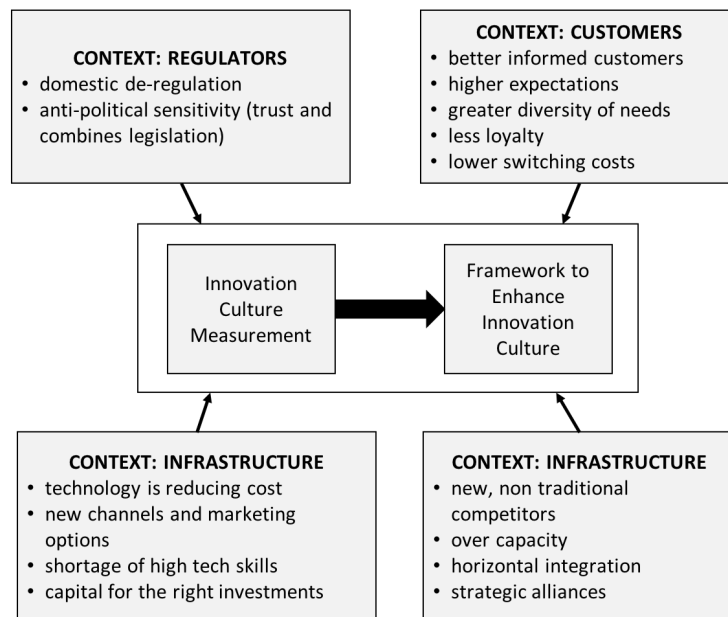 CONTEXT: REGULATORS
• domestic de-regulation
• anti-political sensitivity (trust and
combines legislation)
CONTEXT: CUSTOMERS
• better informed customers
• higher expectations
• greater diversity of needs
• less loyalty
• lower switching costs
Innovation
Culture
Measurement
Framework to
Enhance
Innovation
Culture
CONTEXT: INFRASTRUCTURE
• technology is reducing cost
• new channels and marketing
options
• shortage of high tech skills
• capital for the right investments
CONTEXT: INFRASTRUCTURE
• new, non traditional
competitors
• over capacity
• horizontal integration
• strategic alliances